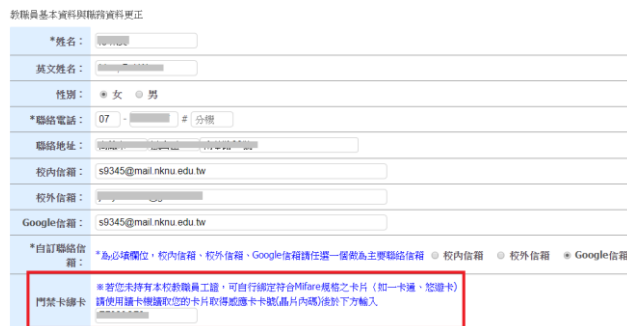 教職員基本資料與職務資料更正
*姓名：
英文姓名：
性別： 女 男
*聯絡電話： 07 - # 分機
聯絡地址：
校內信箱： s9345@mail.nknu.edu.tw
校外信箱：
Google信箱： s9345@mail.nknu.edu.tw
*自訂聯絡信箱： *為必填欄位，校內信箱、校外信箱、Google信箱請任選一個做為主要聯絡信箱 校內信箱 校外信箱 Google信箱
門禁卡綁卡 ※若您未持有本校教職員工證，可自行綁定符合Mifare規格之卡片（如一卡通、悠遊卡）
請使用讀卡機讀取您的卡片取得感應卡卡號(晶片內碼)後於下方輸入